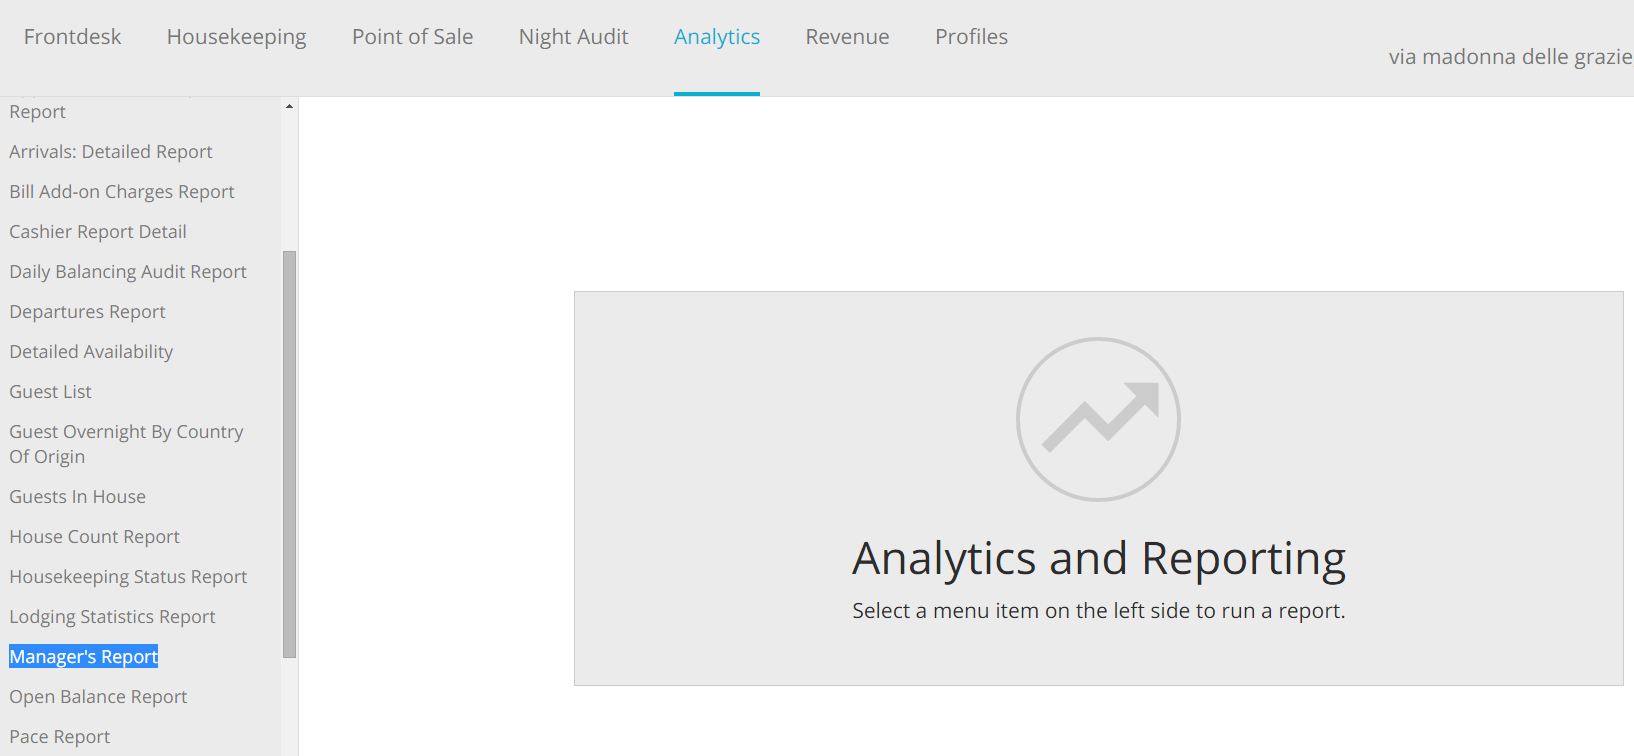 Frontdesk Housekeeping Point of Sale Night Audit Analytics Revenue Profiles
via madonna delle grazie
Report
Arrivals: Detailed Report
Bill Add-on Charges Report
Cashier Report Detail
Daily Balancing Audit Report
Departures Report
Detailed Availability
Guest List
Guest Overnight By Country
Of Origin
Guests In House
House Count Report
Housekeeping Status Report
Lodging Statistics Report
Manager's Report
Open Balance Report
Pace Report
Analytics and Reporting
Select a menu item on the left side to run a report.